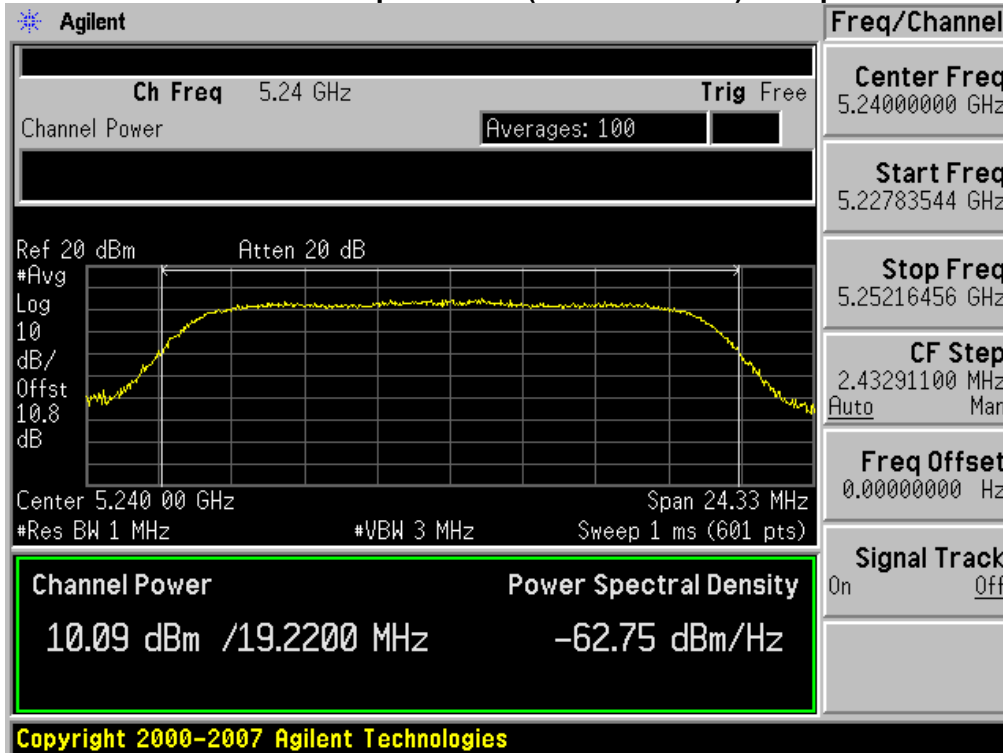 Agilent
Freq/Channel
Ch Freq 5.24 GHz Trig Free
Channel Power Averages: 100
Ref 20 dBm Atten 20 dB
#Avg
Log
10
dB/
Offst
10.8
dB
Center 5.240 00 GHz Span 24.33 MHz
#Res BW 1 MHz #VBW 3 MHz Sweep 1 ms (601 pts)
Channel Power Power Spectral Density
10.09 dBm /19.2200 MHz -62.75 dBm/Hz
Copyright 2000-2007 Agilent Technologies
Center Freq
5.24000000 GHz
Start Freq
5.22783544 GHz
Stop Freq
5.25216456 GHz
CF Step
2.43291100 MHz
Auto Man
Freq Offset
0.00000000 Hz
Signal Track
On Off